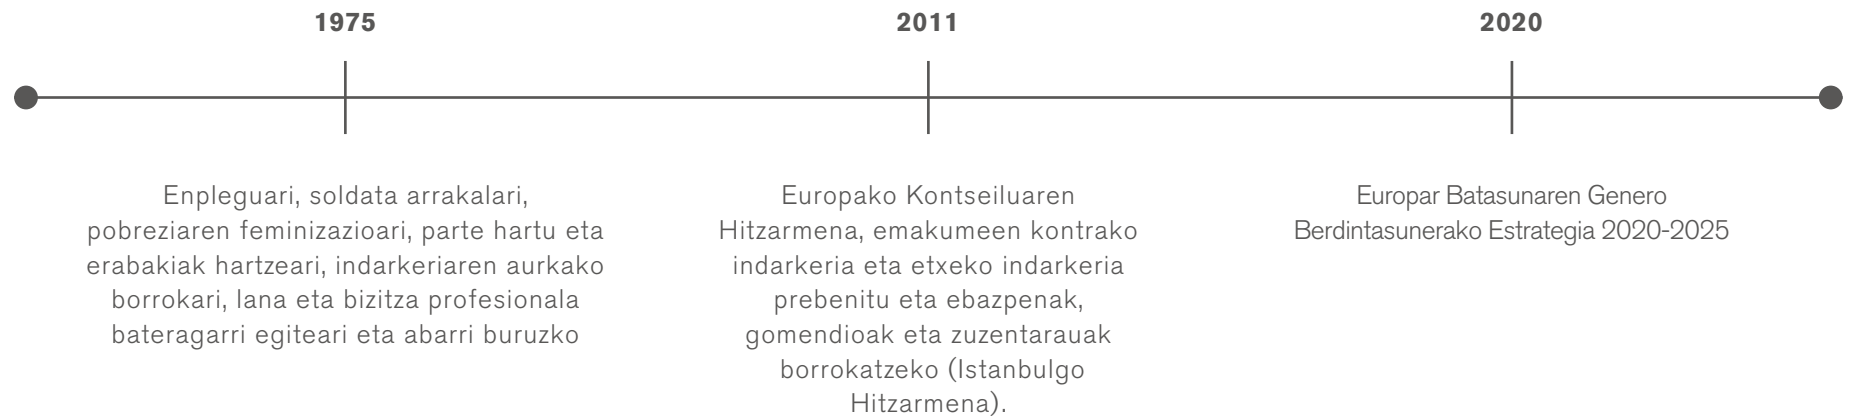 1975
Enpleguari, soldata arrakalari,
pobreziaren feminizazioari, parte hartu eta
erabakiak hartzeari, indarkeriaren aurkako
borrokari, lana eta bizitza profesionala
bateragarri egiteari eta abarri buruzko
2011
Europako Kontseiluaren
Hitzarmena, emakumeen kontrako
indarkeria eta etxeko indarkeria
prebenitu eta ebazpenak,
gomendioak eta zuzentarauak
borrokatzeko (Istanbulgo
Hitzarmena).
2020
Europar Batasunaren Genero
Berdintasunerako Estrategia 2020-2025